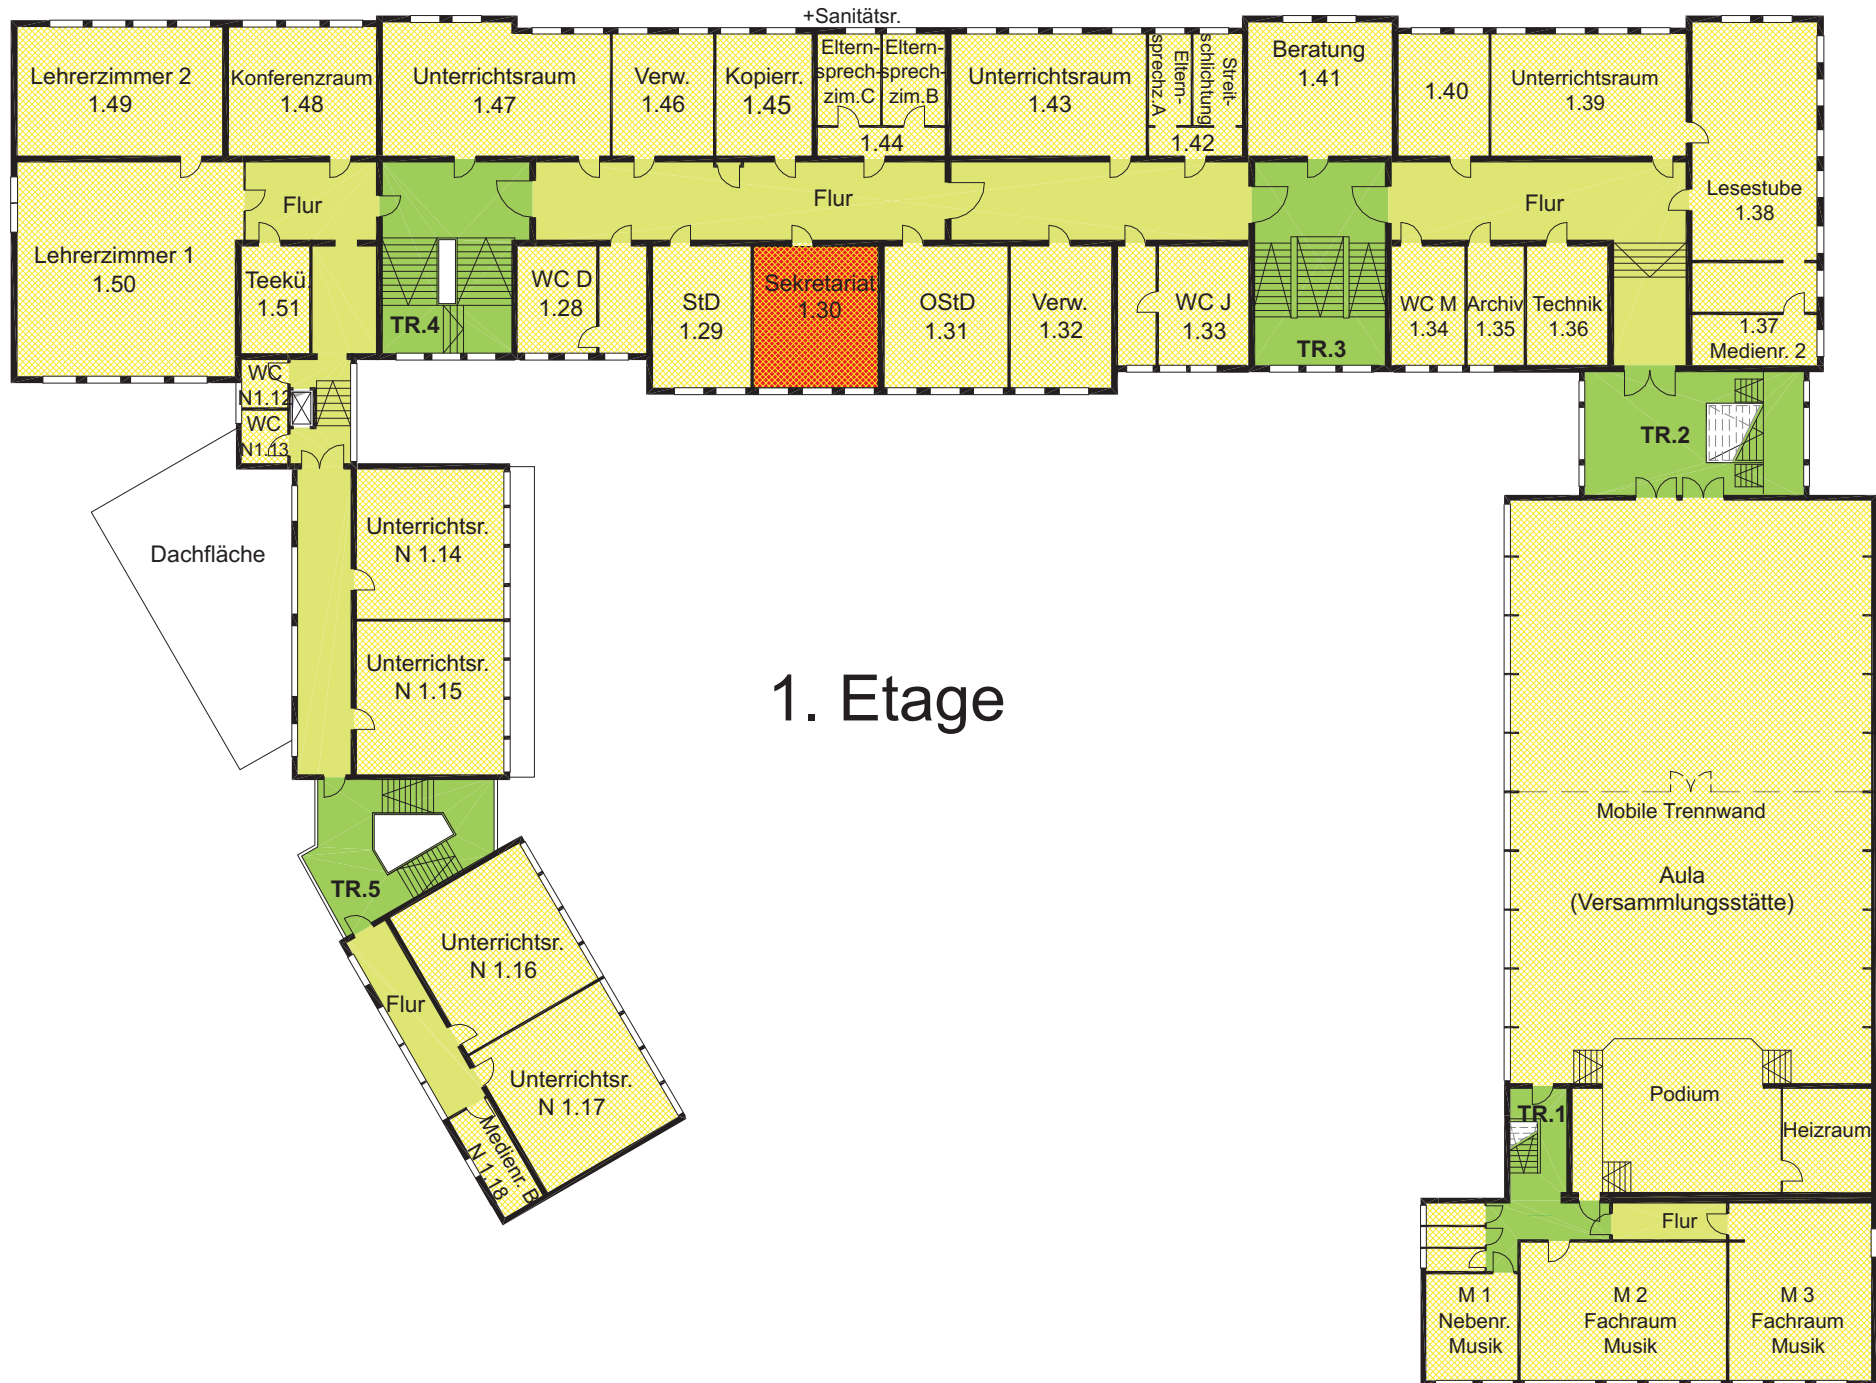 +Sanitätsr.
Lehrerzimmer 2
1.49
Konferenzraum
1.48
Unterrichtsraum
1.47
Verw.
1.46
Kopierr.
1.45
Eltern-
sprech-
zim.C
Eltern-
sprech-
zim.B
1.44
Unterrichtsraum
1.43
Eltern-
sprechz.A
Streit-
schlichtung
1.42
Beratung
1.41
1.40
Unterrichtsraum
1.39
Lesestube
1.38
Lehrerzimmer 1
1.50
Flur
Flur
Flur
Teekü.
1.51
TR.4
WC D
1.28
StD
1.29
Sekretariat
1.30
OStD
1.31
Verw.
1.32
WC J
1.33
TR.3
WC M
1.34
Archiv
1.35
Technik
1.36
1.37
Medienr. 2
WC
N1.12
WC
N1.13
TR.2
Dachfläche
Unterrichtsr.
N 1.14
Unterrichtsr.
N 1.15
1. Etage
Mobile Trennwand
Aula
(Versammlungsstätte)
TR.5
Unterrichtsr.
N 1.16
Flur
Unterrichtsr.
N 1.17
Medienr. B
N 1.18
Podium
TR.1
Heizraum
Flur
M 1
Nebenr.
Musik
M 2
Fachraum
Musik
M 3
Fachraum
Musik